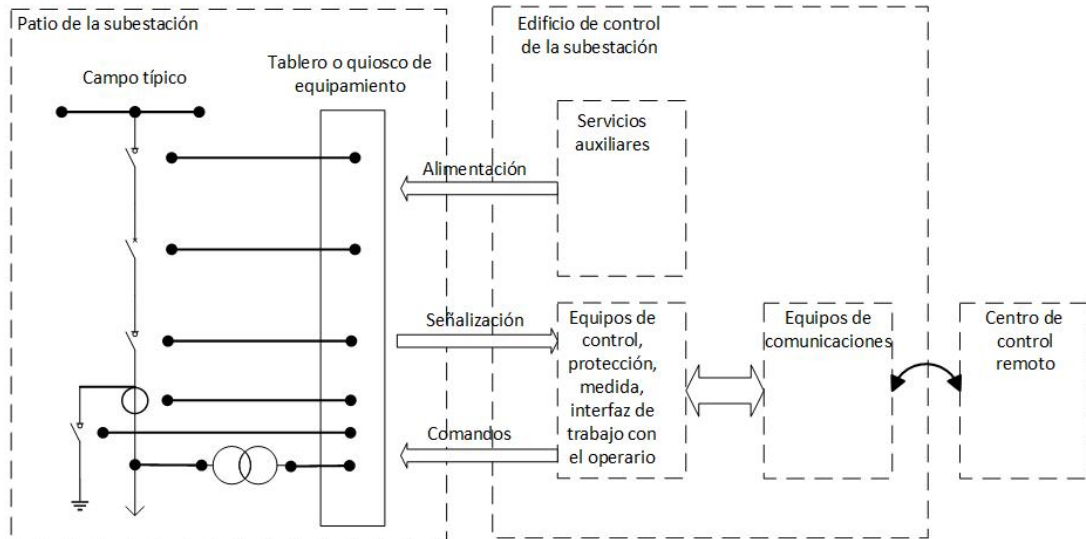 Patio de la subestación
Campo típico
Tablero o quiosco de
equipamiento
Edificio de control
de la subestación
Servicios
auxiliares
Alimentación
Señalización
Comandos
Equipos de
control,
protección,
medida,
interfaz de
trabajo con
el operario
Equipos de
comunicaciones
Centro de
control
remoto